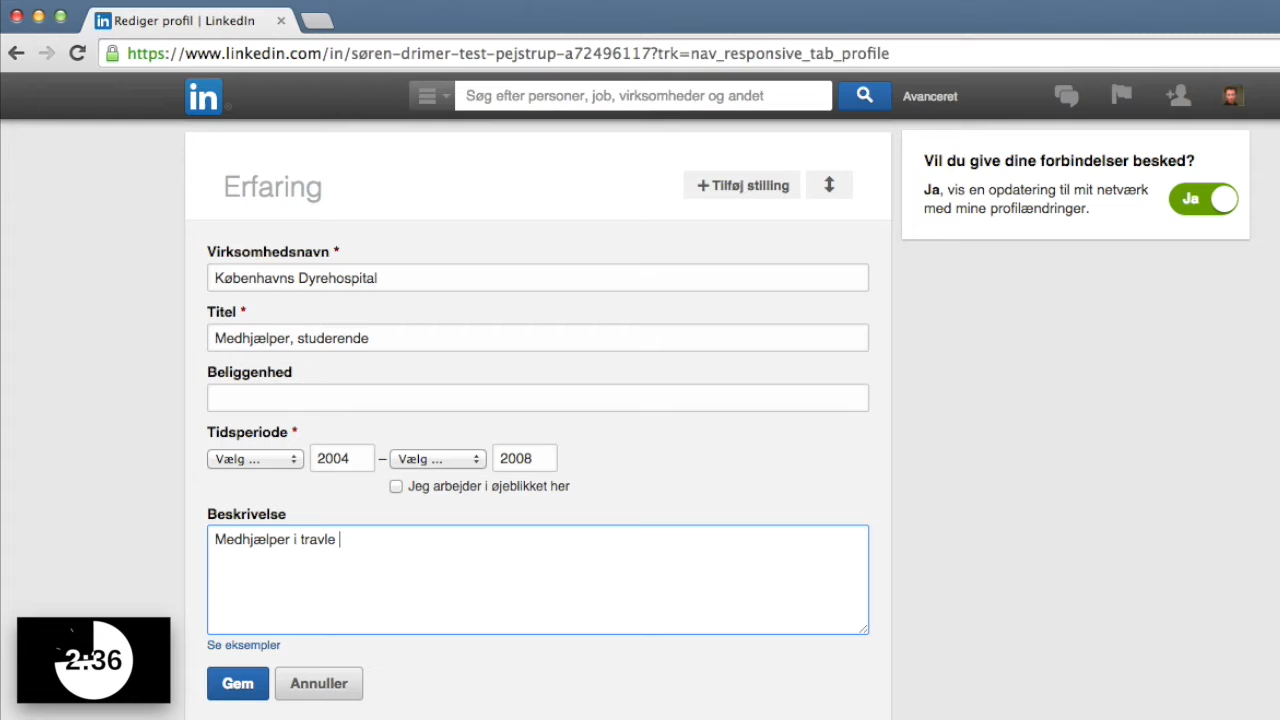 in Rediger profil | LinkedIn ×
https://www.linkedin.com/in/søren-drimer-test-pejstrup-a72496117?trk=nav_responsive_tab_profile
in Søg efter personer, job, virksomheder og andet Avanceret
Erfaring
+ Tilføj stilling
Vil du give dine forbindelser besked?
Ja, vis en opdatering til mit netværk
med mine profilændringer.
Ja
Virksomhedsnavn *
Københavns Dyrehospital
Titel *
Medhjælper, studerende
Beliggenhed
Tidsperiode *
Vælg ... 2004 – Vælg ... 2008
Jeg arbejder i øjeblikket her
Beskrivelse
Medhjælper i travle
Se eksempler
Gem Annuller
2:36